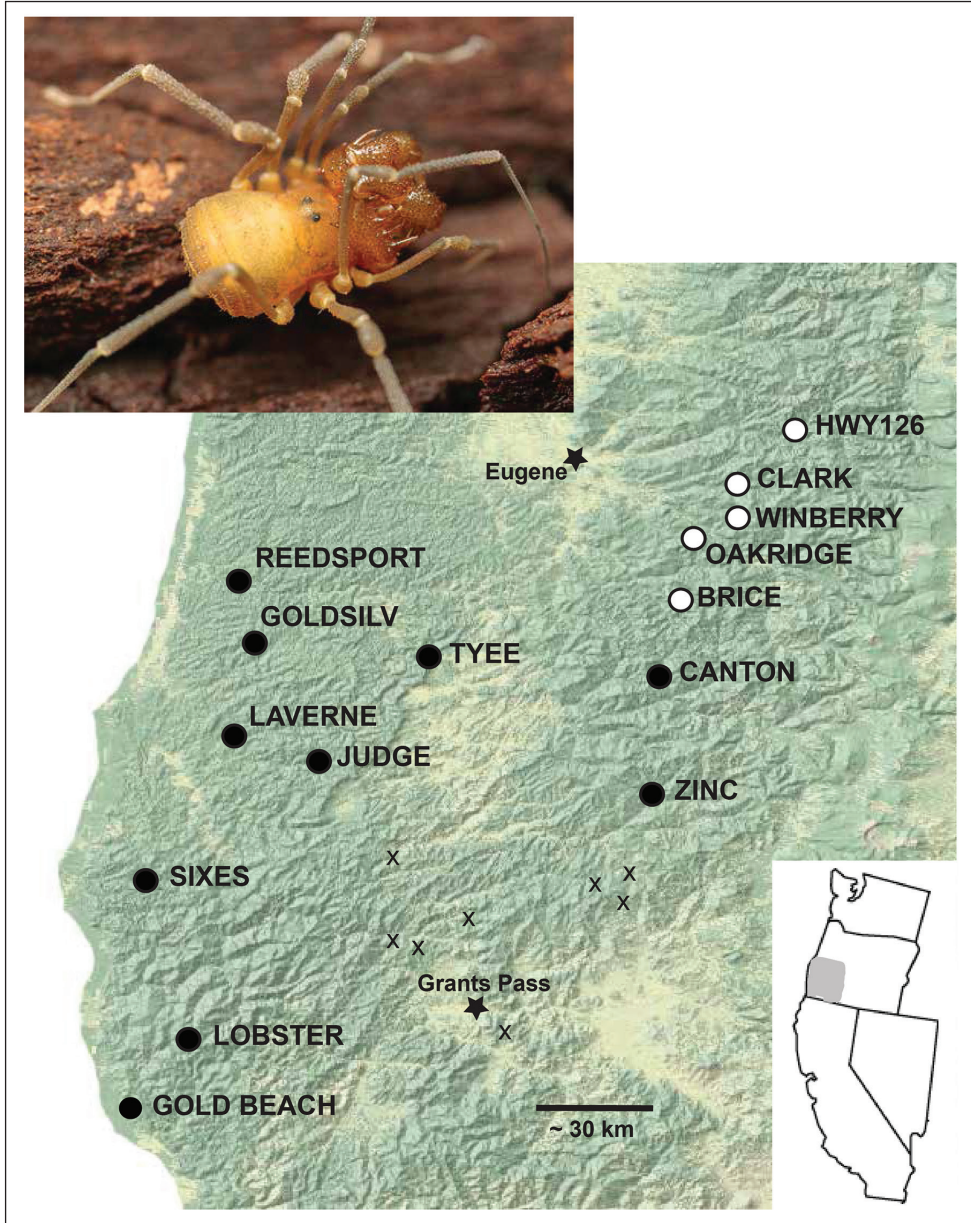 HWY126
Eugene
CLARK
WINBERRY
OAKRIDGE
REEDSPORT
BRICE
GOLDSILV
TYEE
CANTON
LAVERNE
JUDGE
ZINC
x
SIXES
x
x
x
x
x
x
Grants Pass
x
LOBSTER
GOLD BEACH
~ 30 km